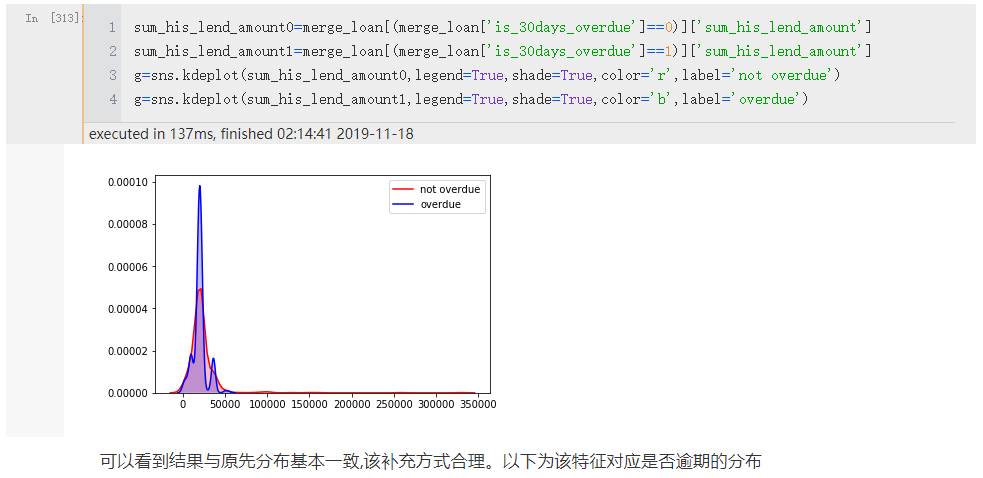 In [313]:
1 sum_his_lend_amount0=merge_loan[(merge_loan['is_30days_overdue']==0)]['sum_his_lend_amount']
2 sum_his_lend_amount1=merge_loan[(merge_loan['is_30days_overdue']==1)]['sum_his_lend_amount']
3 g=sns.kdeplot(sum_his_lend_amount0,legend=True,shade=True,color='r',label='not overdue')
4 g=sns.kdeplot(sum_his_lend_amount1,legend=True,shade=True,color='b',label='overdue')
executed in 137ms, finished 02:14:41 2019-11-18
not overdue
overdue
0.00010
0.00008
0.00006
0.00004
0.00002
0.00000
0 50000 100000 150000 200000 250000 300000 350000
可以看到结果与原先分布基本一致,该补充方式合理。以下为该特征对应是否逾期的分布